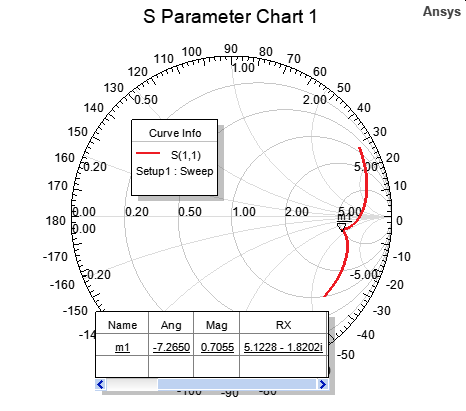 S Parameter Chart 1
Ansys
100 90 80
110 70
120 60
130 50
140 40
150 30
160 20
170 10
180 0
-170 -10
-160 -20
-150 -30
-14 -40
-50
-100 -90 -80
1.00
0.50 2.00
0.20 5.00
0.00 0.20 0.50 1.00 2.00 5.00
0.00
-0.20 -5.00
Curve Info
S(1,1)
Setup1 : Sweep
m1
Name Ang Mag RX
m1 -7.2650 0.7055 5.1228 - 1.8202i